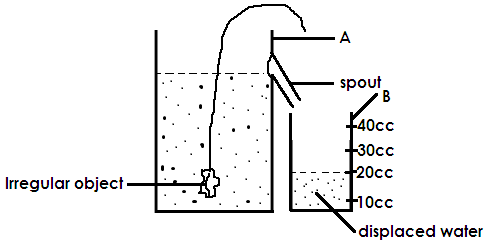 A
spout
B
40cc
30cc
20cc
Irregular object
10cc
displaced water